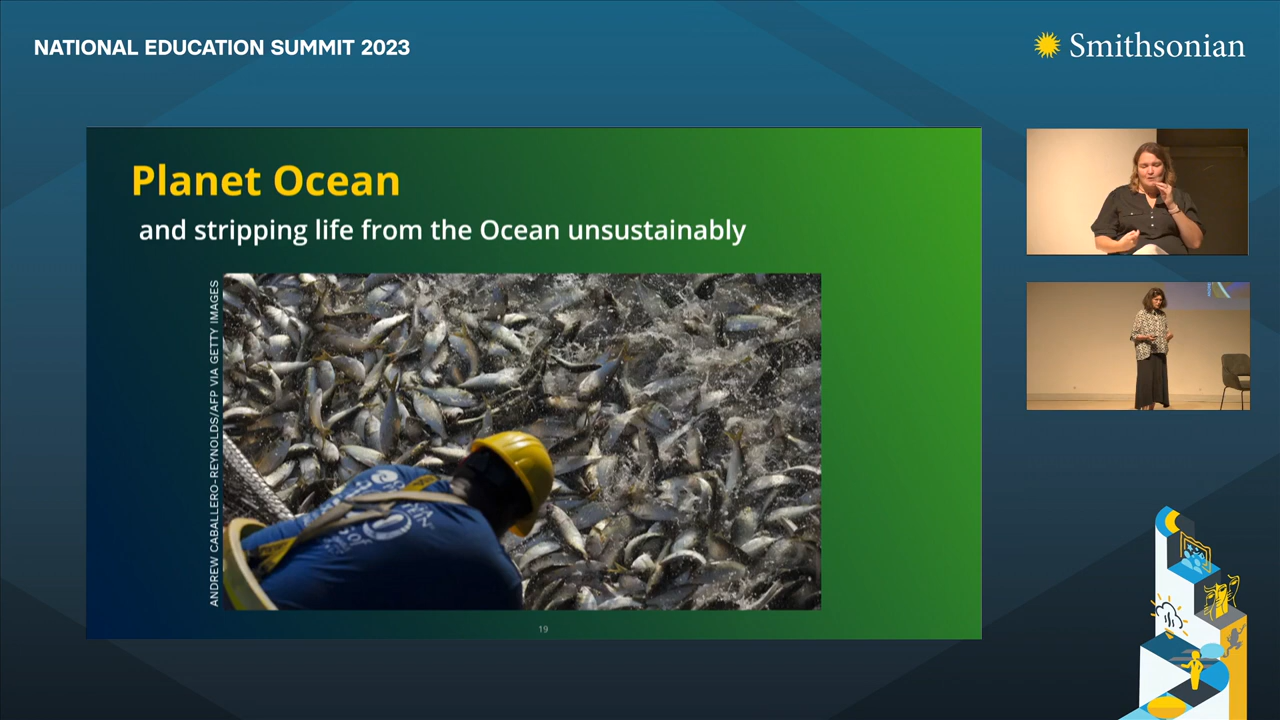 NATIONAL EDUCATION SUMMIT 2023
Smithsonian
Planet Ocean
and stripping life from the Ocean unsustainably
ANDREW CABALLERO-REYNOLDS/AFP VIA GETTY IMAGES
19